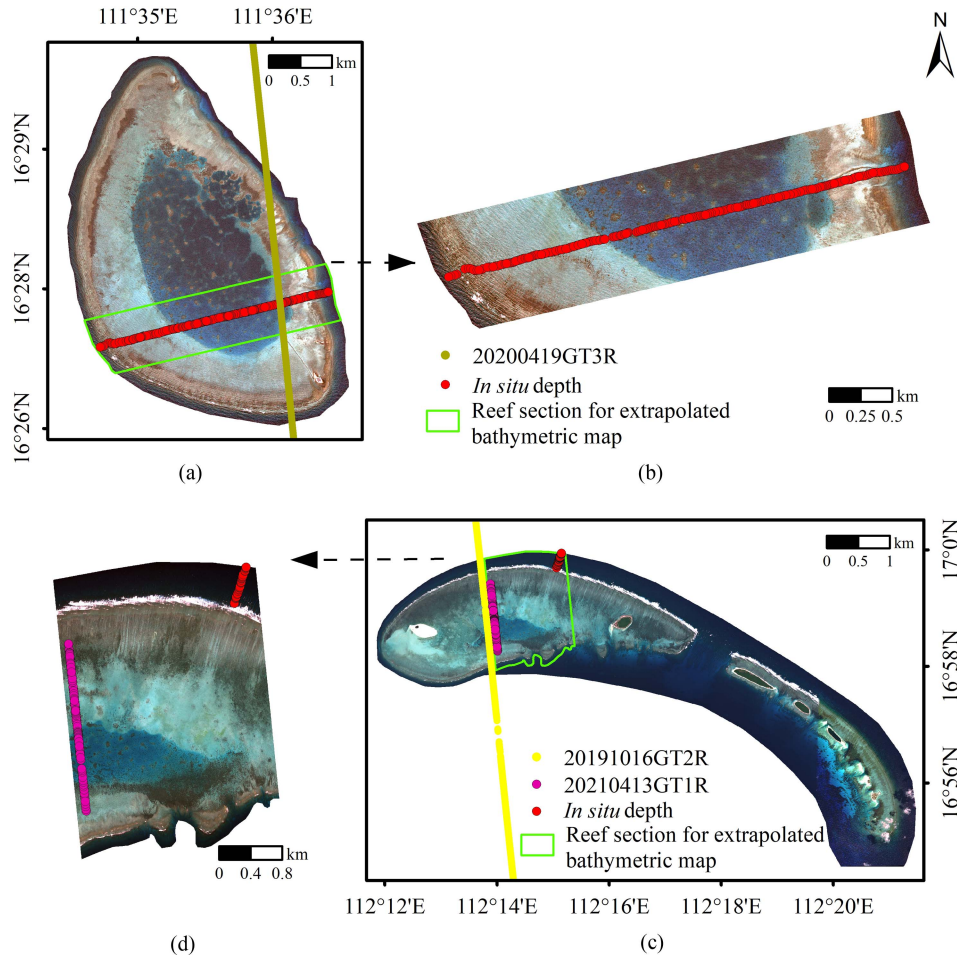 111°35'E
111°36'E
N
km
0 0.5 1
16°29'N
16°28'N
16°26'N
20200419GT3R
In situ depth
Reef section for extrapolated
bathymetric map
km
0 0.25 0.5
(a)
(b)
km
0 0.5 1
17°0'N
16°58'N
16°56'N
20191016GT2R
20210413GT1R
In situ depth
Reef section for extrapolated
bathymetric map
km
0 0.4 0.8
112°12'E
112°14'E
112°16'E
112°18'E
112°20'E
(d)
(c)